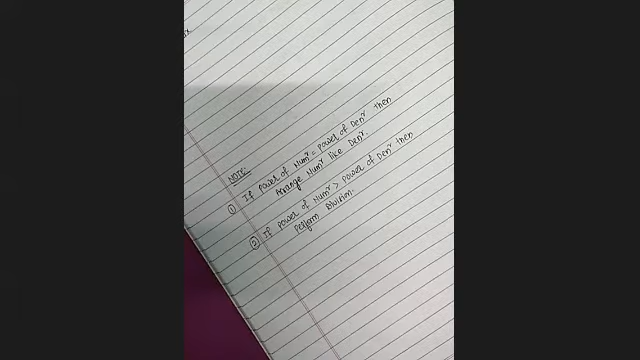 NOTE:
① If power of Numʳ = power of Denʳ then
Arrange Numʳ like Denʳ.
② If power of Numʳ > power of Denʳ then
Perform Division.